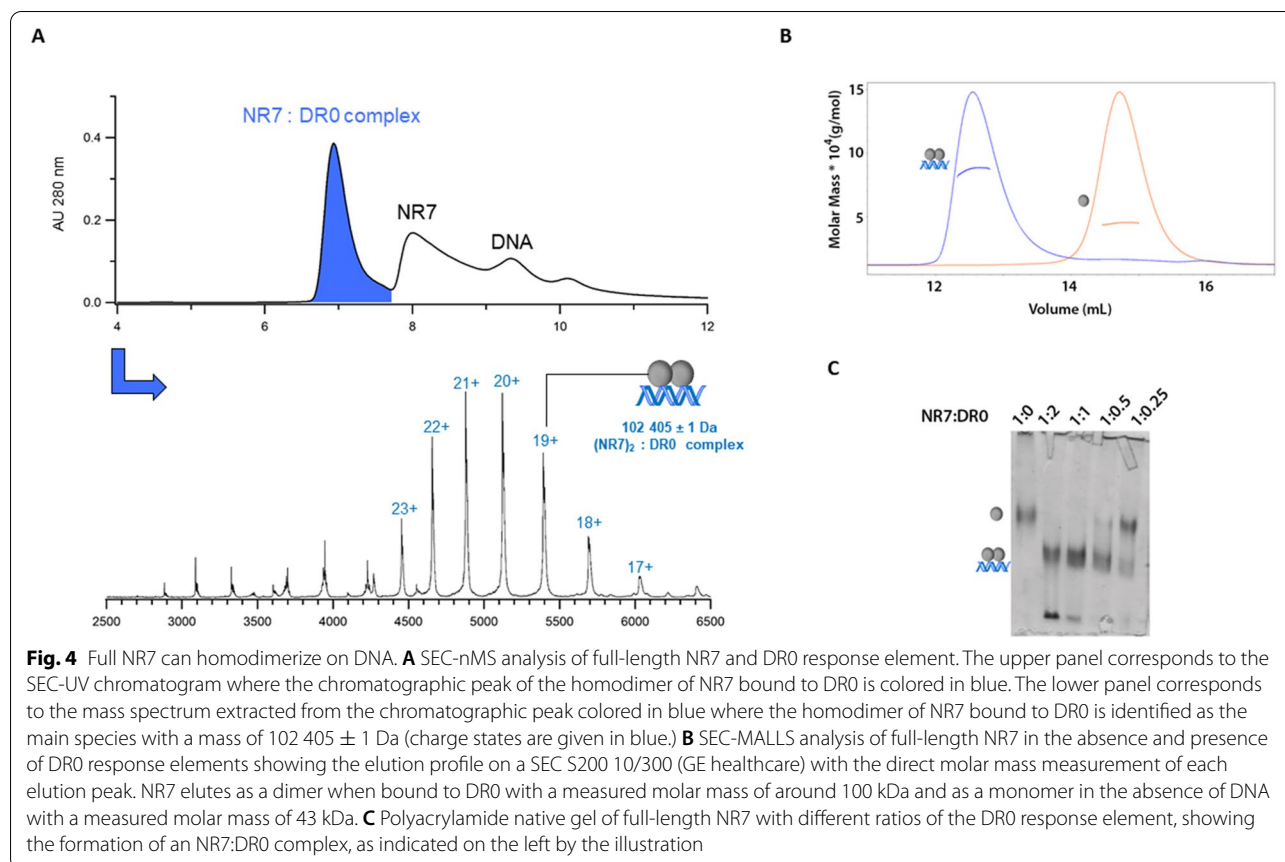 A
NR7 : DR0 complex
AU 280 nm
0.4
0.2
0.0
NR7
DNA
4 6 8 10 12
23+
22+
21+
20+
19+
18+
17+
102 405 ± 1 Da
(NR7)₂ : DR0 complex
2500 3000 3500 4000 4500 5000 5500 6000 6500
B
Molar Mass * 10⁴(g/mol)
15
10
5
12 14 16
Volume (mL)
C
NR7:DR0 1:0 1:2 1:1 1:0.5 1:0.25
Fig. 4 Full NR7 can homodimerize on DNA. A SEC-nMS analysis of full-length NR7 and DR0 response element. The upper panel corresponds to the
SEC-UV chromatogram where the chromatographic peak of the homodimer of NR7 bound to DR0 is colored in blue. The lower panel corresponds
to the mass spectrum extracted from the chromatographic peak colored in blue where the homodimer of NR7 bound to DR0 is identified as the
main species with a mass of 102 405 ± 1 Da (charge states are given in blue.) B SEC-MALLS analysis of full-length NR7 in the absence and presence
of DR0 response elements showing the elution profile on a SEC S200 10/300 (GE healthcare) with the direct molar mass measurement of each
elution peak. NR7 elutes as a dimer when bound to DR0 with a measured molar mass of around 100 kDa and as a monomer in the absence of DNA
with a measured molar mass of 43 kDa. C Polyacrylamide native gel of full-length NR7 with different ratios of the DR0 response element, showing
the formation of an NR7:DR0 complex, as indicated on the left by the illustration